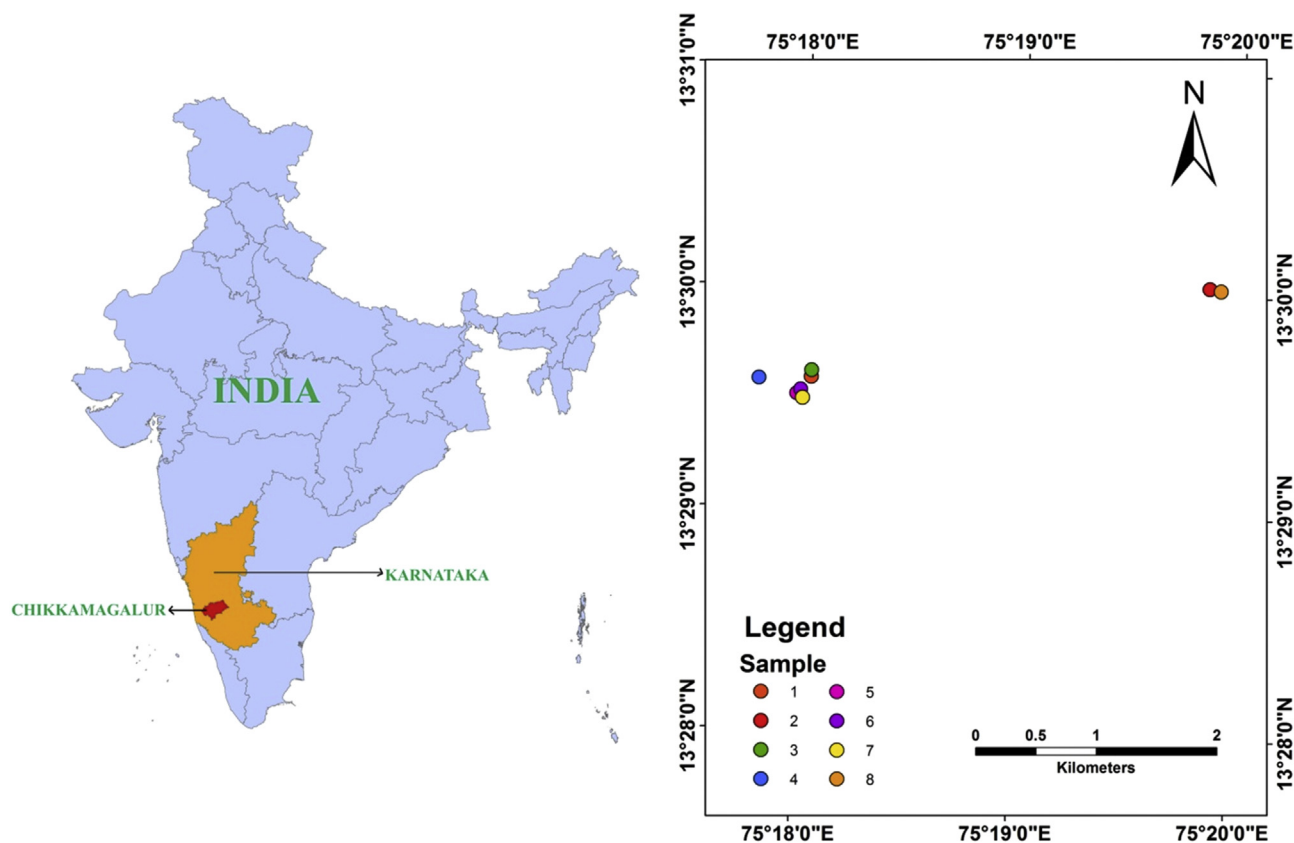 INDIA
KARNATAKA
CHIKKAMAGALUR
75°18'0"E 75°19'0"E 75°20'0"E
13°31'0"N
13°30'0"N
13°29'0"N
13°28'0"N
N
13°30'0"N
13°29'0"N
13°28'0"N
Legend
Sample
1 5
2 6
3 7
4 8
0 0.5 1 2
Kilometers
75°18'0"E 75°19'0"E 75°20'0"E